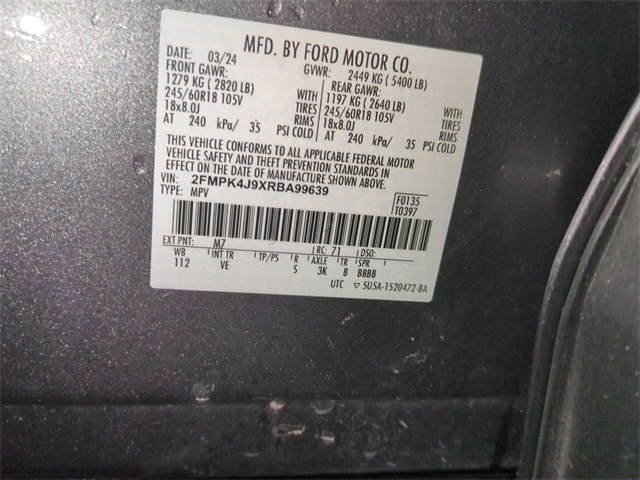 MFD. BY FORD MOTOR CO.
DATE: 03/24 GVWR: 2449 KG (5400 LB)
FRONT GAWR: REAR GAWR:
1279 KG (2820 LB) WITH 1197 KG (2640 LB) WITH
245/60R18 105V TIRES 245/60R18 105V TIRES
18x8.0J RIMS 18x8.0J RIMS
AT 240 kPa/ 35 PSI COLD AT 240 kPa/ 35 PSI COLD
THIS VEHICLE CONFORMS TO ALL APPLICABLE FEDERAL MOTOR
VEHICLE SAFETY AND THEFT PREVENTION STANDARDS IN
EFFECT ON THE DATE OF MANUFACTURE SHOWN ABOVE.
VIN: 2FMPK4J9XRBA99639
TYPE: MPV
F0135
T0397
EXT PNT: M7 RC: 71 DSO:
WB INT TR TP/PS R AXLE TR SPR
112 VE S 3K 8 BBBB
UTC ▽ 5U5A-1520472-BA